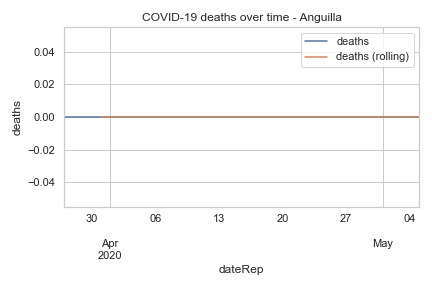 COVID-19 deaths over time - Anguilla
deaths
deaths (rolling)
0.04
0.02
0.00
−0.02
−0.04
deaths
30 06 13 20 27 04
Apr May
2020
dateRep